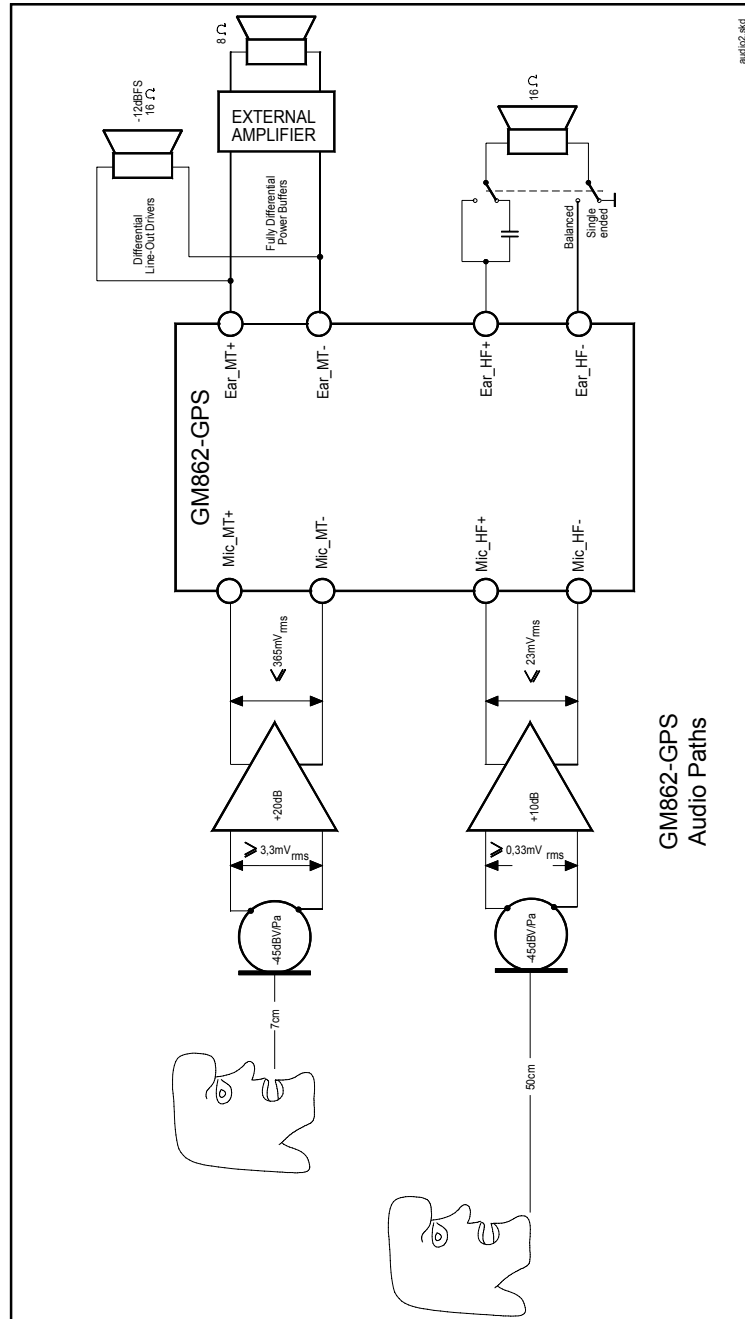 audio2.skd
-12dBFS
16 Ω
8 Ω
EXTERNAL
AMPLIFIER
16 Ω
Differential
Line-Out Drivers
Fully Differential
Power Buffers
Balanced
Single
ended
GM862-GPS
Ear_MT+
Ear_MT-
Ear_HF+
Ear_HF-
Mic_MT+
Mic_MT-
Mic_HF+
Mic_HF-
≤ 365mVrms
≤ 23mVrms
+20dB
+10dB
≥ 3,3mVrms
≥ 0,33mVrms
-45dBV/Pa
-45dBV/Pa
7cm
50cm
GM862-GPS
Audio Paths